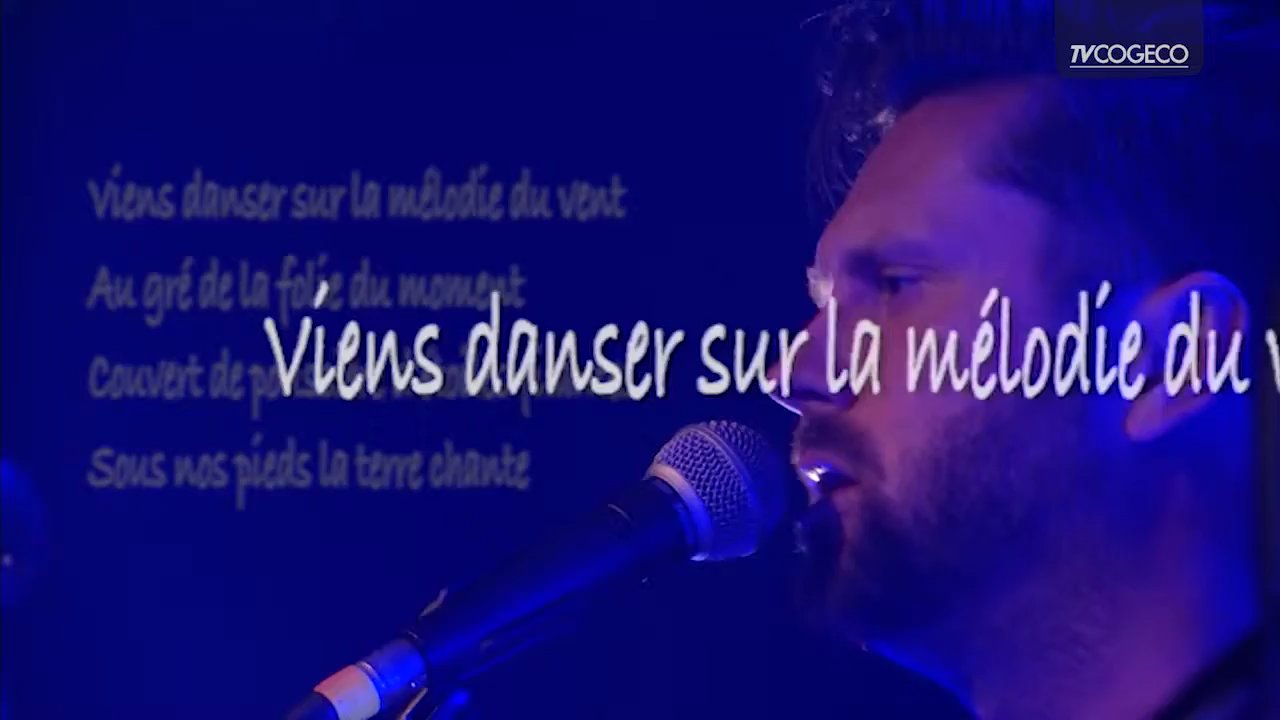 TVCOGECO
Viens danser sur la mélodie du vent
Au gré de la folie du moment
Viens danser sur la mélodie du
Couvert de
Sous nos pieds la terre chante